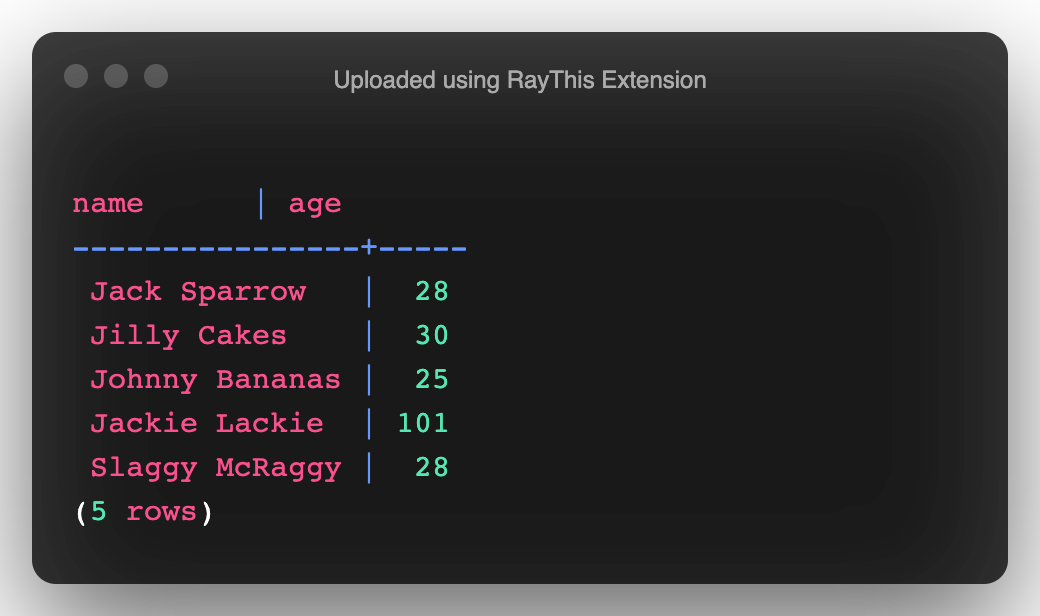 Uploaded using RayThis Extension
name      | age
----------------+-----
 Jack Sparrow   |  28
 Jilly Cakes    |  30
 Johnny Bananas |  25
 Jackie Lackie  | 101
 Slaggy McRaggy |  28
(5 rows)